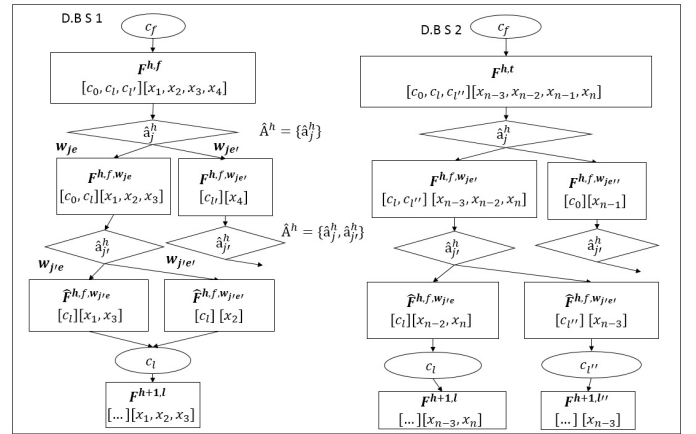 D.B S 1
c_f
F^{h,f}
[c_0, c_l, c_{l'}][x_1, x_2, x_3, x_4]
â_j^h
Â^h = {â_j^h}
w_{je}
w_{je'}
F^{h,f,w_{je}}
[c_0, c_l][x_1, x_2, x_3]
F^{h,f,w_{je'}}
[c_{l'}][x_4]
â_{j'}^h
â_{j'}^h
Â^h = {â_j^h, â_{j'}^h}
w_{j'e}
w_{j'e'}
F̂^{h,f,w_{j'e}}
[c_l][x_1, x_3]
F̂^{h,f,w_{j'e'}}
[c_l] [x_2]
c_l
F^{h+1,l}
[…][x_1, x_2, x_3]
D.B S 2
c_f
F^{h,t}
[c_0, c_l, c_{l''}][x_{n-3}, x_{n-2}, x_{n-1}, x_n]
â_j^h
F^{h,f,w_{je'}}
[c_l, c_{l''}] [x_{n-3}, x_{n-2}, x_n]
F^{h,f,w_{je''}}
[c_0][x_{n-1}]
â_{j'}^h
â_{j'}^h
F̂^{h,f,w_{j'e}}
[c_l][x_{n-2}, x_n]
F̂^{h,f,w_{j'e'}}
[c_{l''}] [x_{n-3}]
c_l
c_{l''}
F^{h+1,l}
[…][x_{n-3}, x_n]
F^{h+1,l''}
[…] [x_{n-3}]